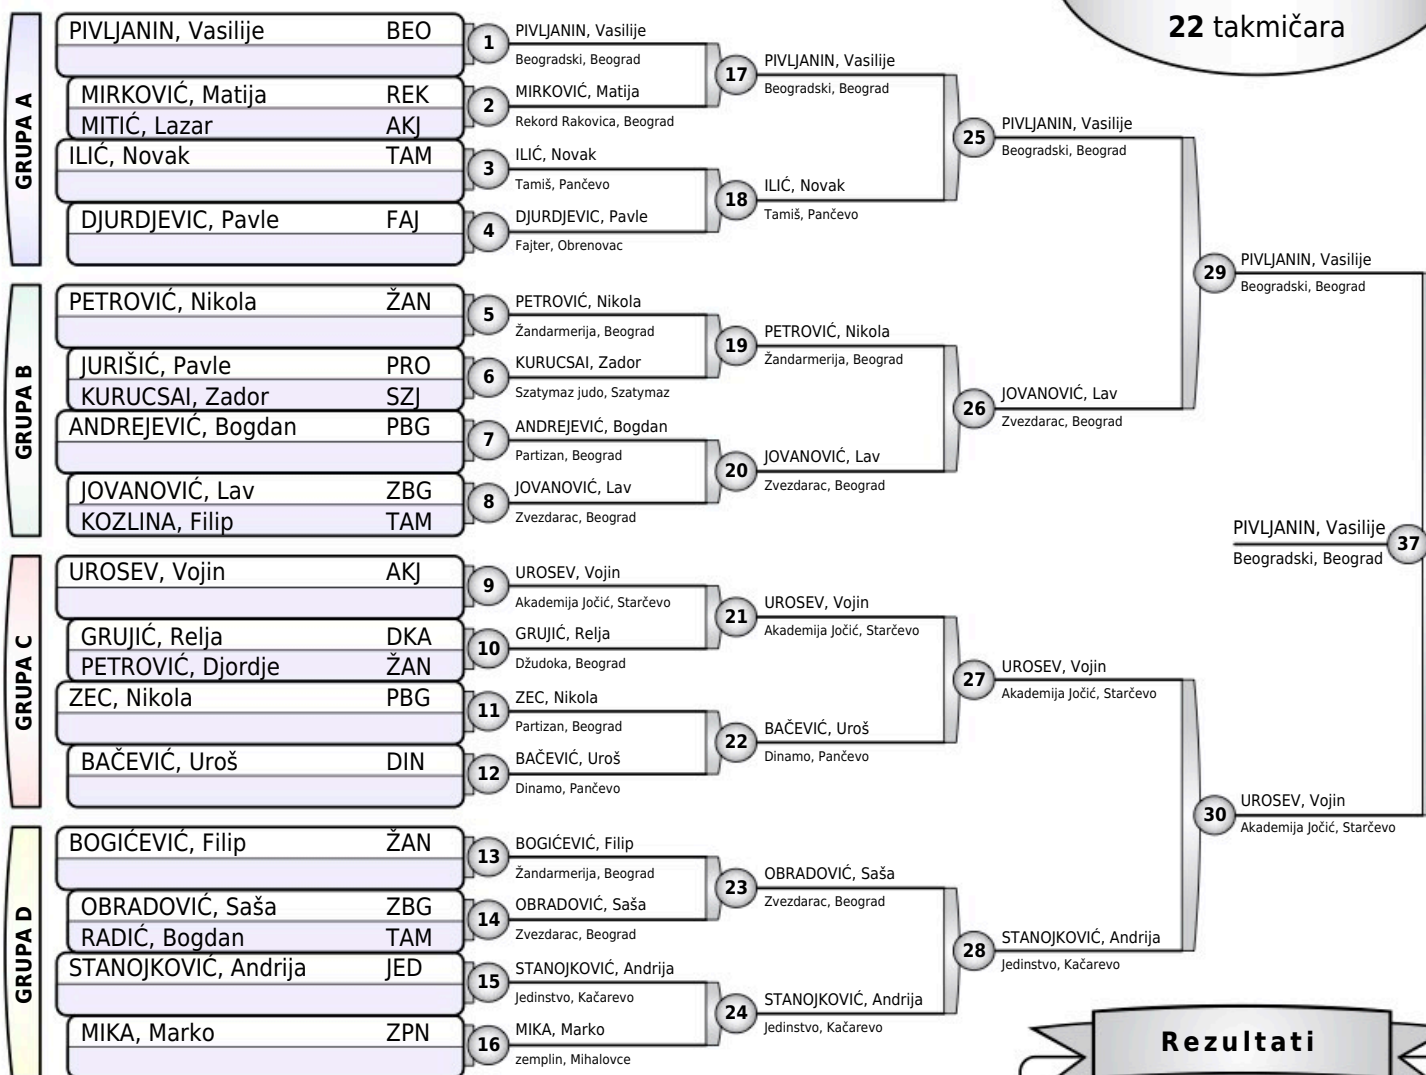 22 takmičara
GRUPA A
PIVLJANIN, Vasilije BEO
MIRKOVIĆ, Matija REK
MITIĆ, Lazar AKJ
ILIĆ, Novak TAM
DJURDJEVIC, Pavle FAJ
GRUPA B
PETROVIĆ, Nikola ŽAN
JURIŠIĆ, Pavle PRO
KURUCSAI, Zador SZJ
ANDREJEVIĆ, Bogdan PBG
JOVANOVIĆ, Lav ZBG
KOZLINA, Filip TAM
GRUPA C
UROSEV, Vojin AKJ
GRUJIĆ, Relja DKA
PETROVIĆ, Djordje ŽAN
ZEC, Nikola PBG
BAČEVIĆ, Uroš DIN
GRUPA D
BOGIĆEVIĆ, Filip ŽAN
OBRADOVIĆ, Saša ZBG
RADIĆ, Bogdan TAM
STANOJKOVIĆ, Andrija JED
MIKA, Marko ZPN
1
PIVLJANIN, Vasilije
Beogradski, Beograd
2
MIRKOVIĆ, Matija
Rekord Rakovica, Beograd
3
ILIĆ, Novak
Tamiš, Pančevo
4
DJURDJEVIC, Pavle
Fajter, Obrenovac
5
PETROVIĆ, Nikola
Žandarmerija, Beograd
6
KURUCSAI, Zador
Szatymaz judo, Szatymaz
7
ANDREJEVIĆ, Bogdan
Partizan, Beograd
8
JOVANOVIĆ, Lav
Zvezdarac, Beograd
9
UROSEV, Vojin
Akademija Jočić, Starčevo
10
GRUJIĆ, Relja
Džudoka, Beograd
11
ZEC, Nikola
Partizan, Beograd
12
BAČEVIĆ, Uroš
Dinamo, Pančevo
13
BOGIĆEVIĆ, Filip
Žandarmerija, Beograd
14
OBRADOVIĆ, Saša
Zvezdarac, Beograd
15
STANOJKOVIĆ, Andrija
Jedinstvo, Kačarevo
16
MIKA, Marko
zemplin, Mihalovce
17
PIVLJANIN, Vasilije
Beogradski, Beograd
18
ILIĆ, Novak
Tamiš, Pančevo
19
PETROVIĆ, Nikola
Žandarmerija, Beograd
20
JOVANOVIĆ, Lav
Zvezdarac, Beograd
21
UROSEV, Vojin
Akademija Jočić, Starčevo
22
BAČEVIĆ, Uroš
Dinamo, Pančevo
23
OBRADOVIĆ, Saša
Zvezdarac, Beograd
24
STANOJKOVIĆ, Andrija
Jedinstvo, Kačarevo
25
PIVLJANIN, Vasilije
Beogradski, Beograd
26
JOVANOVIĆ, Lav
Zvezdarac, Beograd
27
UROSEV, Vojin
Akademija Jočić, Starčevo
28
STANOJKOVIĆ, Andrija
Jedinstvo, Kačarevo
29
PIVLJANIN, Vasilije
Beogradski, Beograd
30
UROSEV, Vojin
Akademija Jočić, Starčevo
PIVLJANIN, Vasilije
37
Beogradski, Beograd
Rezultati